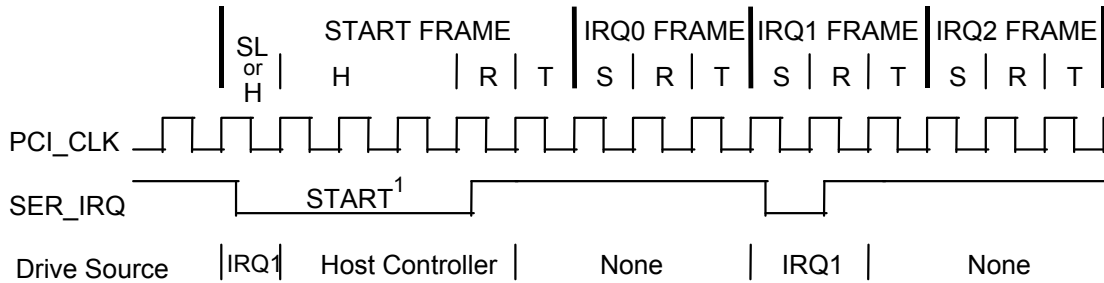 SL
or
H
START FRAME
IRQ0 FRAME
IRQ1 FRAME
IRQ2 FRAME
H
R
T
S
R
T
S
R
T
S
R
T
PCI_CLK
SER_IRQ
START1
Drive Source
IRQ1
Host Controller
None
IRQ1
None